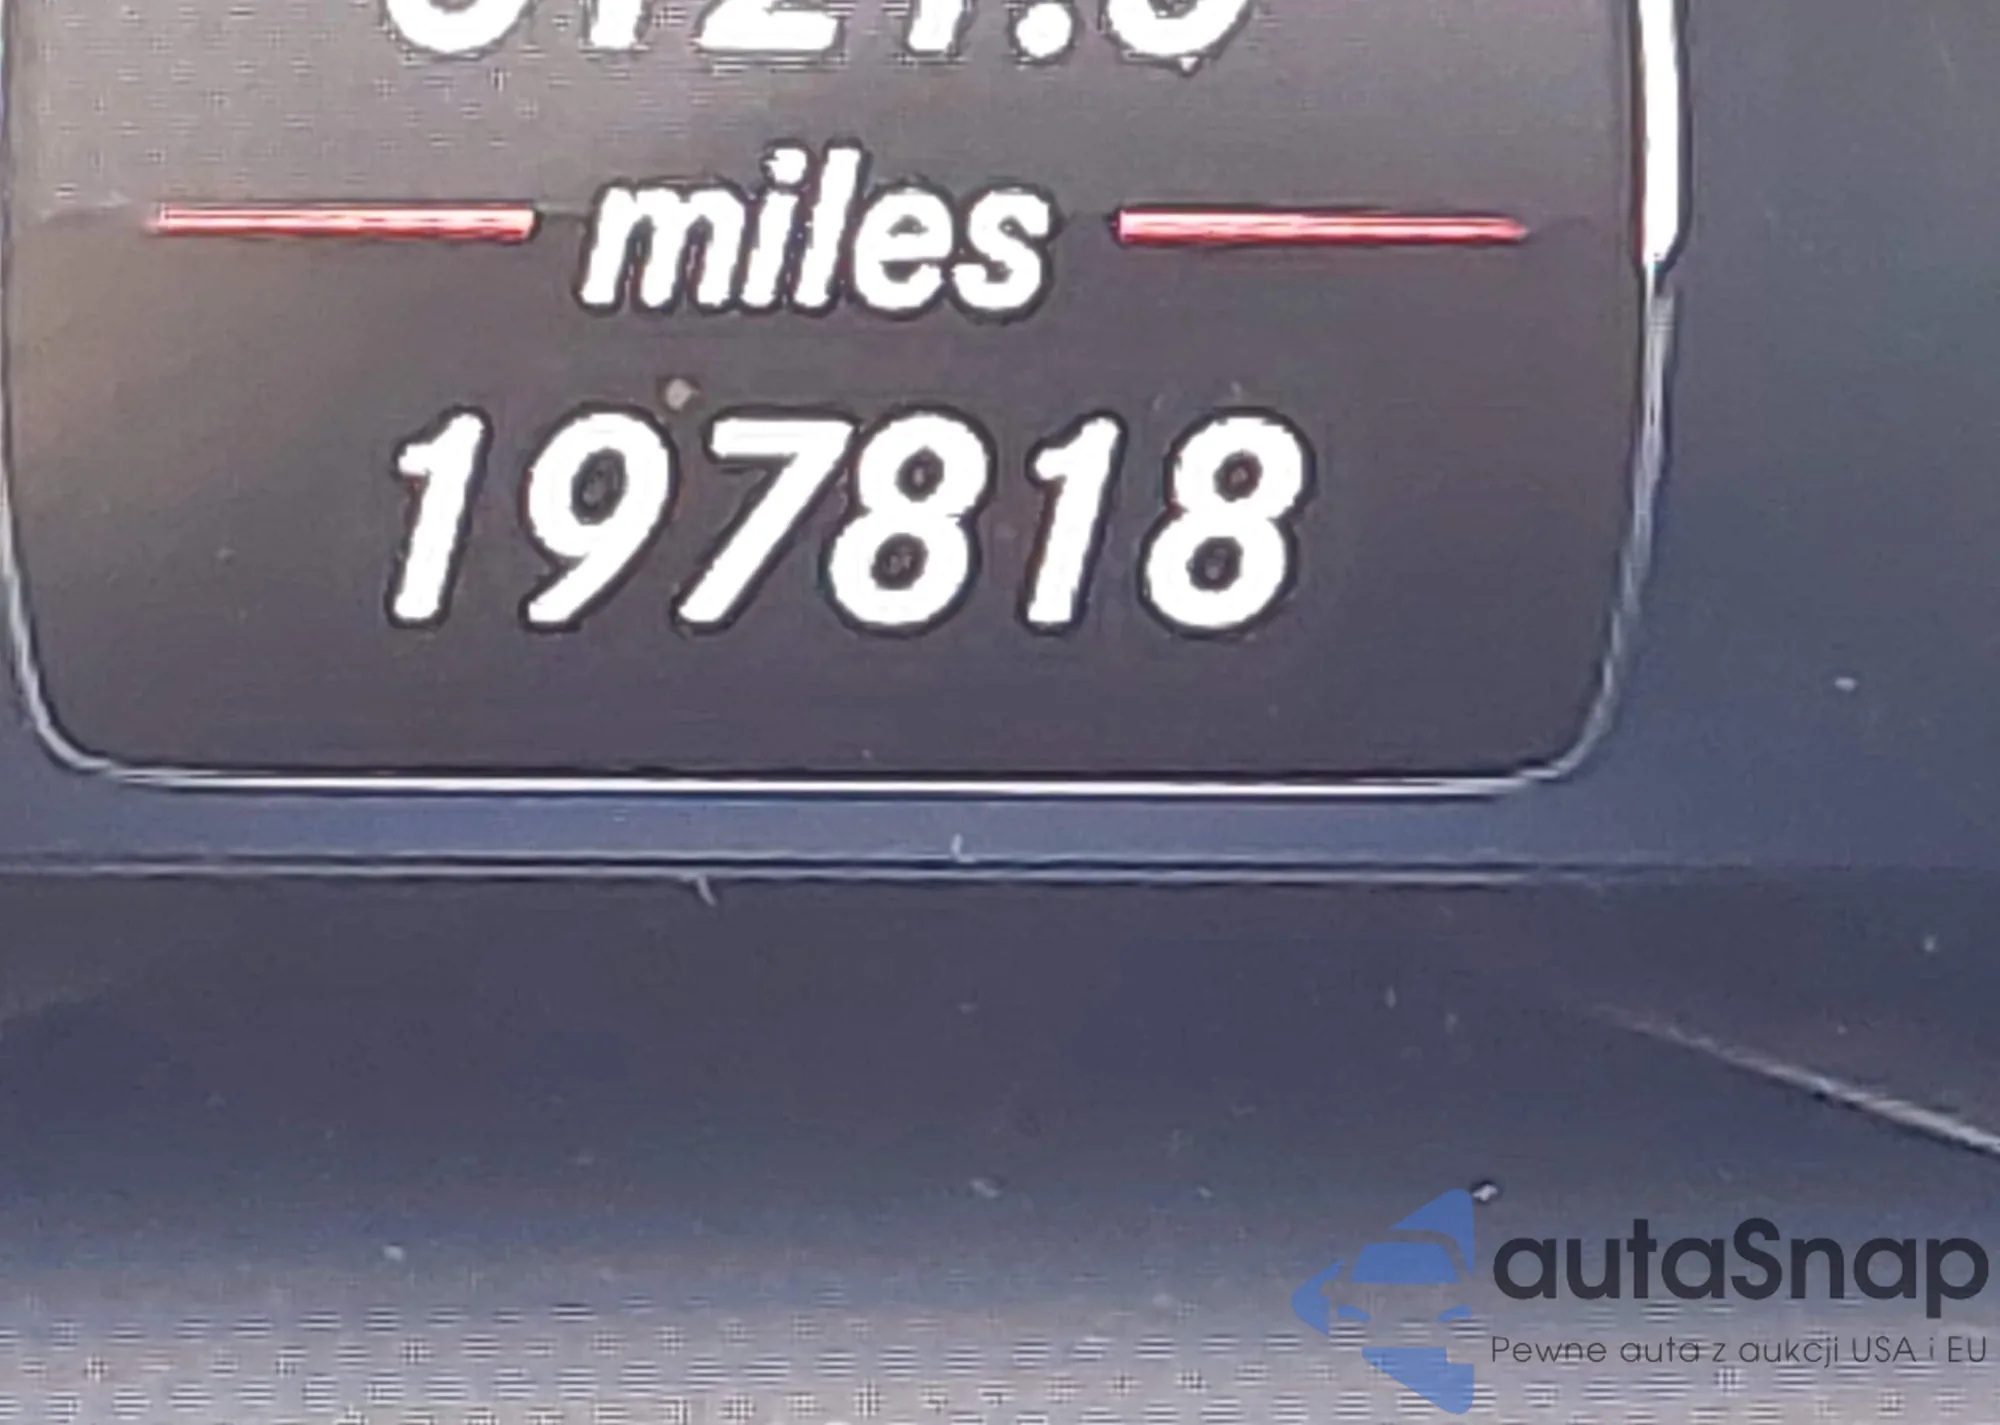 miles
197818
autaSnap
Pewne auta z aukcji USA i EU